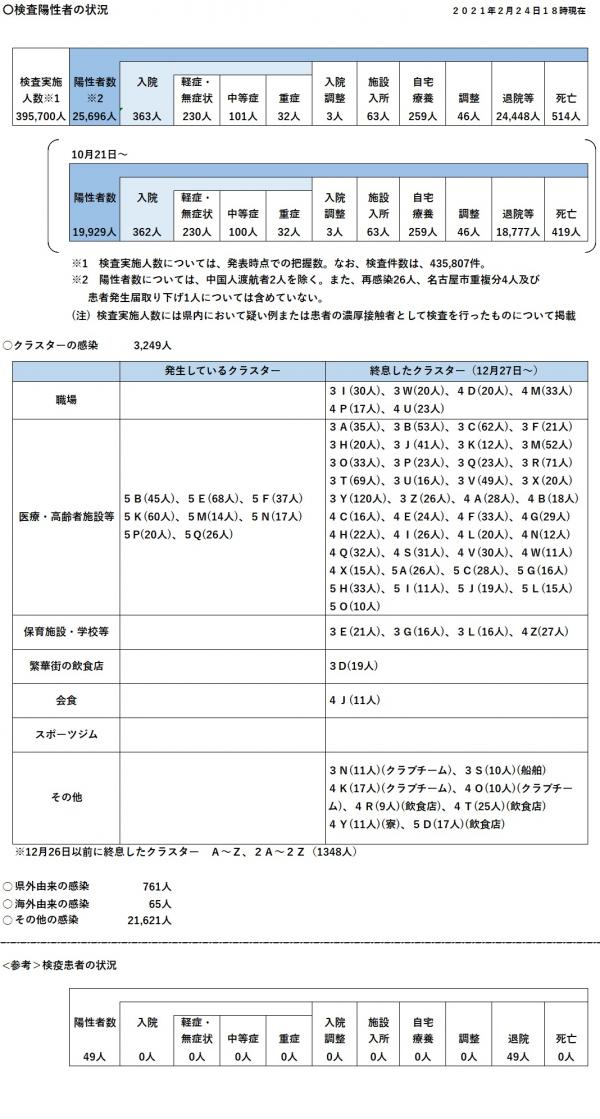 〇検査陽性者の状況
２０２１年２月２４日１８時現在
検査実施人数※1 陽性者数※2 入院 軽症・無症状 中等症 重症 入院調整 施設入所 自宅療養 調整 退院等 死亡
395,700人 25,696人 363人 230人 101人 32人 3人 63人 259人 46人 24,448人 514人
10月21日～
陽性者数 入院 軽症・無症状 中等症 重症 入院調整 施設入所 自宅療養 調整 退院等 死亡
19,929人 362人 230人 100人 32人 3人 63人 259人 46人 18,777人 419人
※1　検査実施人数については、発表時点での把握数。なお、検査件数は、435,807件。
※2　陽性者数については、中国人渡航者2人を除く。また、再感染26人、名古屋市重複分4人及び
患者発生届取り下げ1人については含めていない。
（注）検査実施人数には県内において疑い例または患者の濃厚接触者として検査を行ったものについて掲載
〇クラスターの感染　3,249人
発生しているクラスター　終息したクラスター（12月27日～）
職場
３Ｉ(30人)、３Ｗ(20人)、４Ｄ(20人)、４Ｍ(33人)
４Ｐ(17人)、４Ｕ(23人)
医療・高齢者施設等
５Ｂ(45人)、５Ｅ(68人)、５Ｆ(37人)
５Ｋ(60人)、５Ｍ(14人)、５Ｎ(17人)
５Ｐ(20人)、５Ｑ(26人)
３Ａ(35人)、３Ｂ(53人)、３Ｃ(62人)、３Ｆ(21人)
３Ｈ(20人)、３Ｊ(41人)、３Ｋ(12人)、３Ｍ(52人)
３Ｏ(33人)、３Ｐ(23人)、３Ｑ(23人)、３Ｒ(71人)
３Ｔ(69人)、３Ｕ(16人)、３Ｖ(49人)、３Ｘ(20人)
３Ｙ(120人)、３Ｚ(26人)、４Ａ(28人)、４Ｂ(18人)
４Ｃ(16人)、４Ｅ(24人)、４Ｆ(33人)、４Ｇ(29人)
４Ｈ(22人)、４Ｉ(26人)、４Ｌ(20人)、４Ｎ(12人)
４Ｑ(32人)、４Ｓ(31人)、４Ｖ(30人)、４Ｗ(11人)
４Ｘ(15人)、５Ａ(26人)、５Ｃ(28人)、５Ｇ(16人)
５Ｈ(33人)、５Ｉ(11人)、５Ｊ(19人)、５Ｌ(15人)
５Ｏ(10人)
保育施設・学校等
３Ｅ(21人)、３Ｇ(16人)、３Ｌ(16人)、４Ｚ(27人)
繁華街の飲食店
３Ｄ(19人)
会食
４Ｊ(11人)
スポーツジム
その他
３Ｎ(11人)(クラブチーム)、３Ｓ(10人)(船舶)
４Ｋ(17人)(クラブチーム)、４Ｏ(10人)(クラブチー
ム)、４Ｒ(9人)(飲食店)、４Ｔ(25人)(飲食店)
４Ｙ(11人)(寮)、５Ｄ(17人)(飲食店)
※12月26日以前に終息したクラスター　Ａ～Ｚ、２Ａ～２Ｚ（1348人）
〇県外由来の感染　761人
〇海外由来の感染　65人
〇その他の感染　21,621人
＜参考＞検疫患者の状況
陽性者数 入院 軽症・無症状 中等症 重症 入院調整 施設入所 自宅療養 調整 退院 死亡
49人 0人 0人 0人 0人 0人 0人 0人 0人 49人 0人